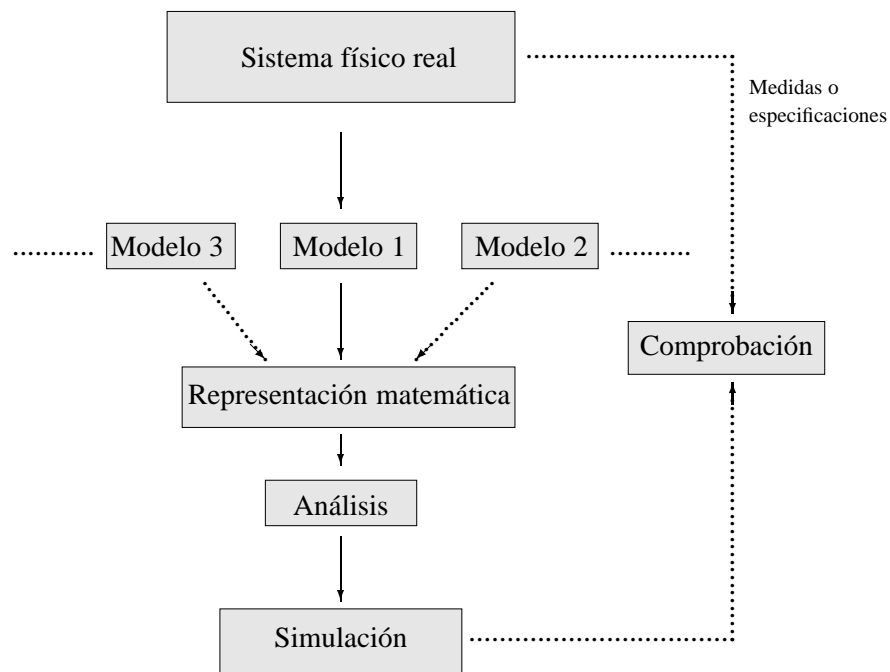 Sistema físico real
Medidas o
especificaciones
Modelo 3
Modelo 1
Modelo 2
Comprobación
Representación matemática
Análisis
Simulación